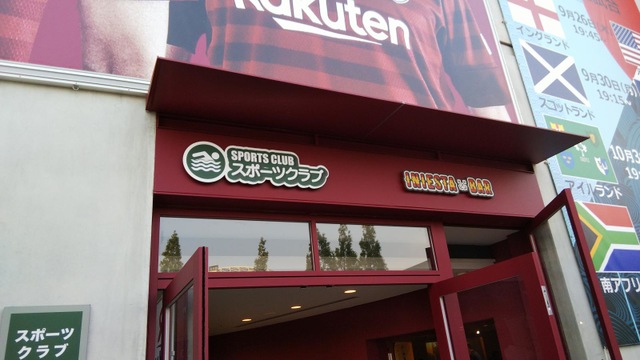 Rakuten
9月26日
19:45
イングランド
9月30日(月)
19:15
スコットランド
10月3
19
アイルランド
南アフリ
SPORTS CLUB
スポーツクラブ
INIESTA BAR
スポーツ
クラブ